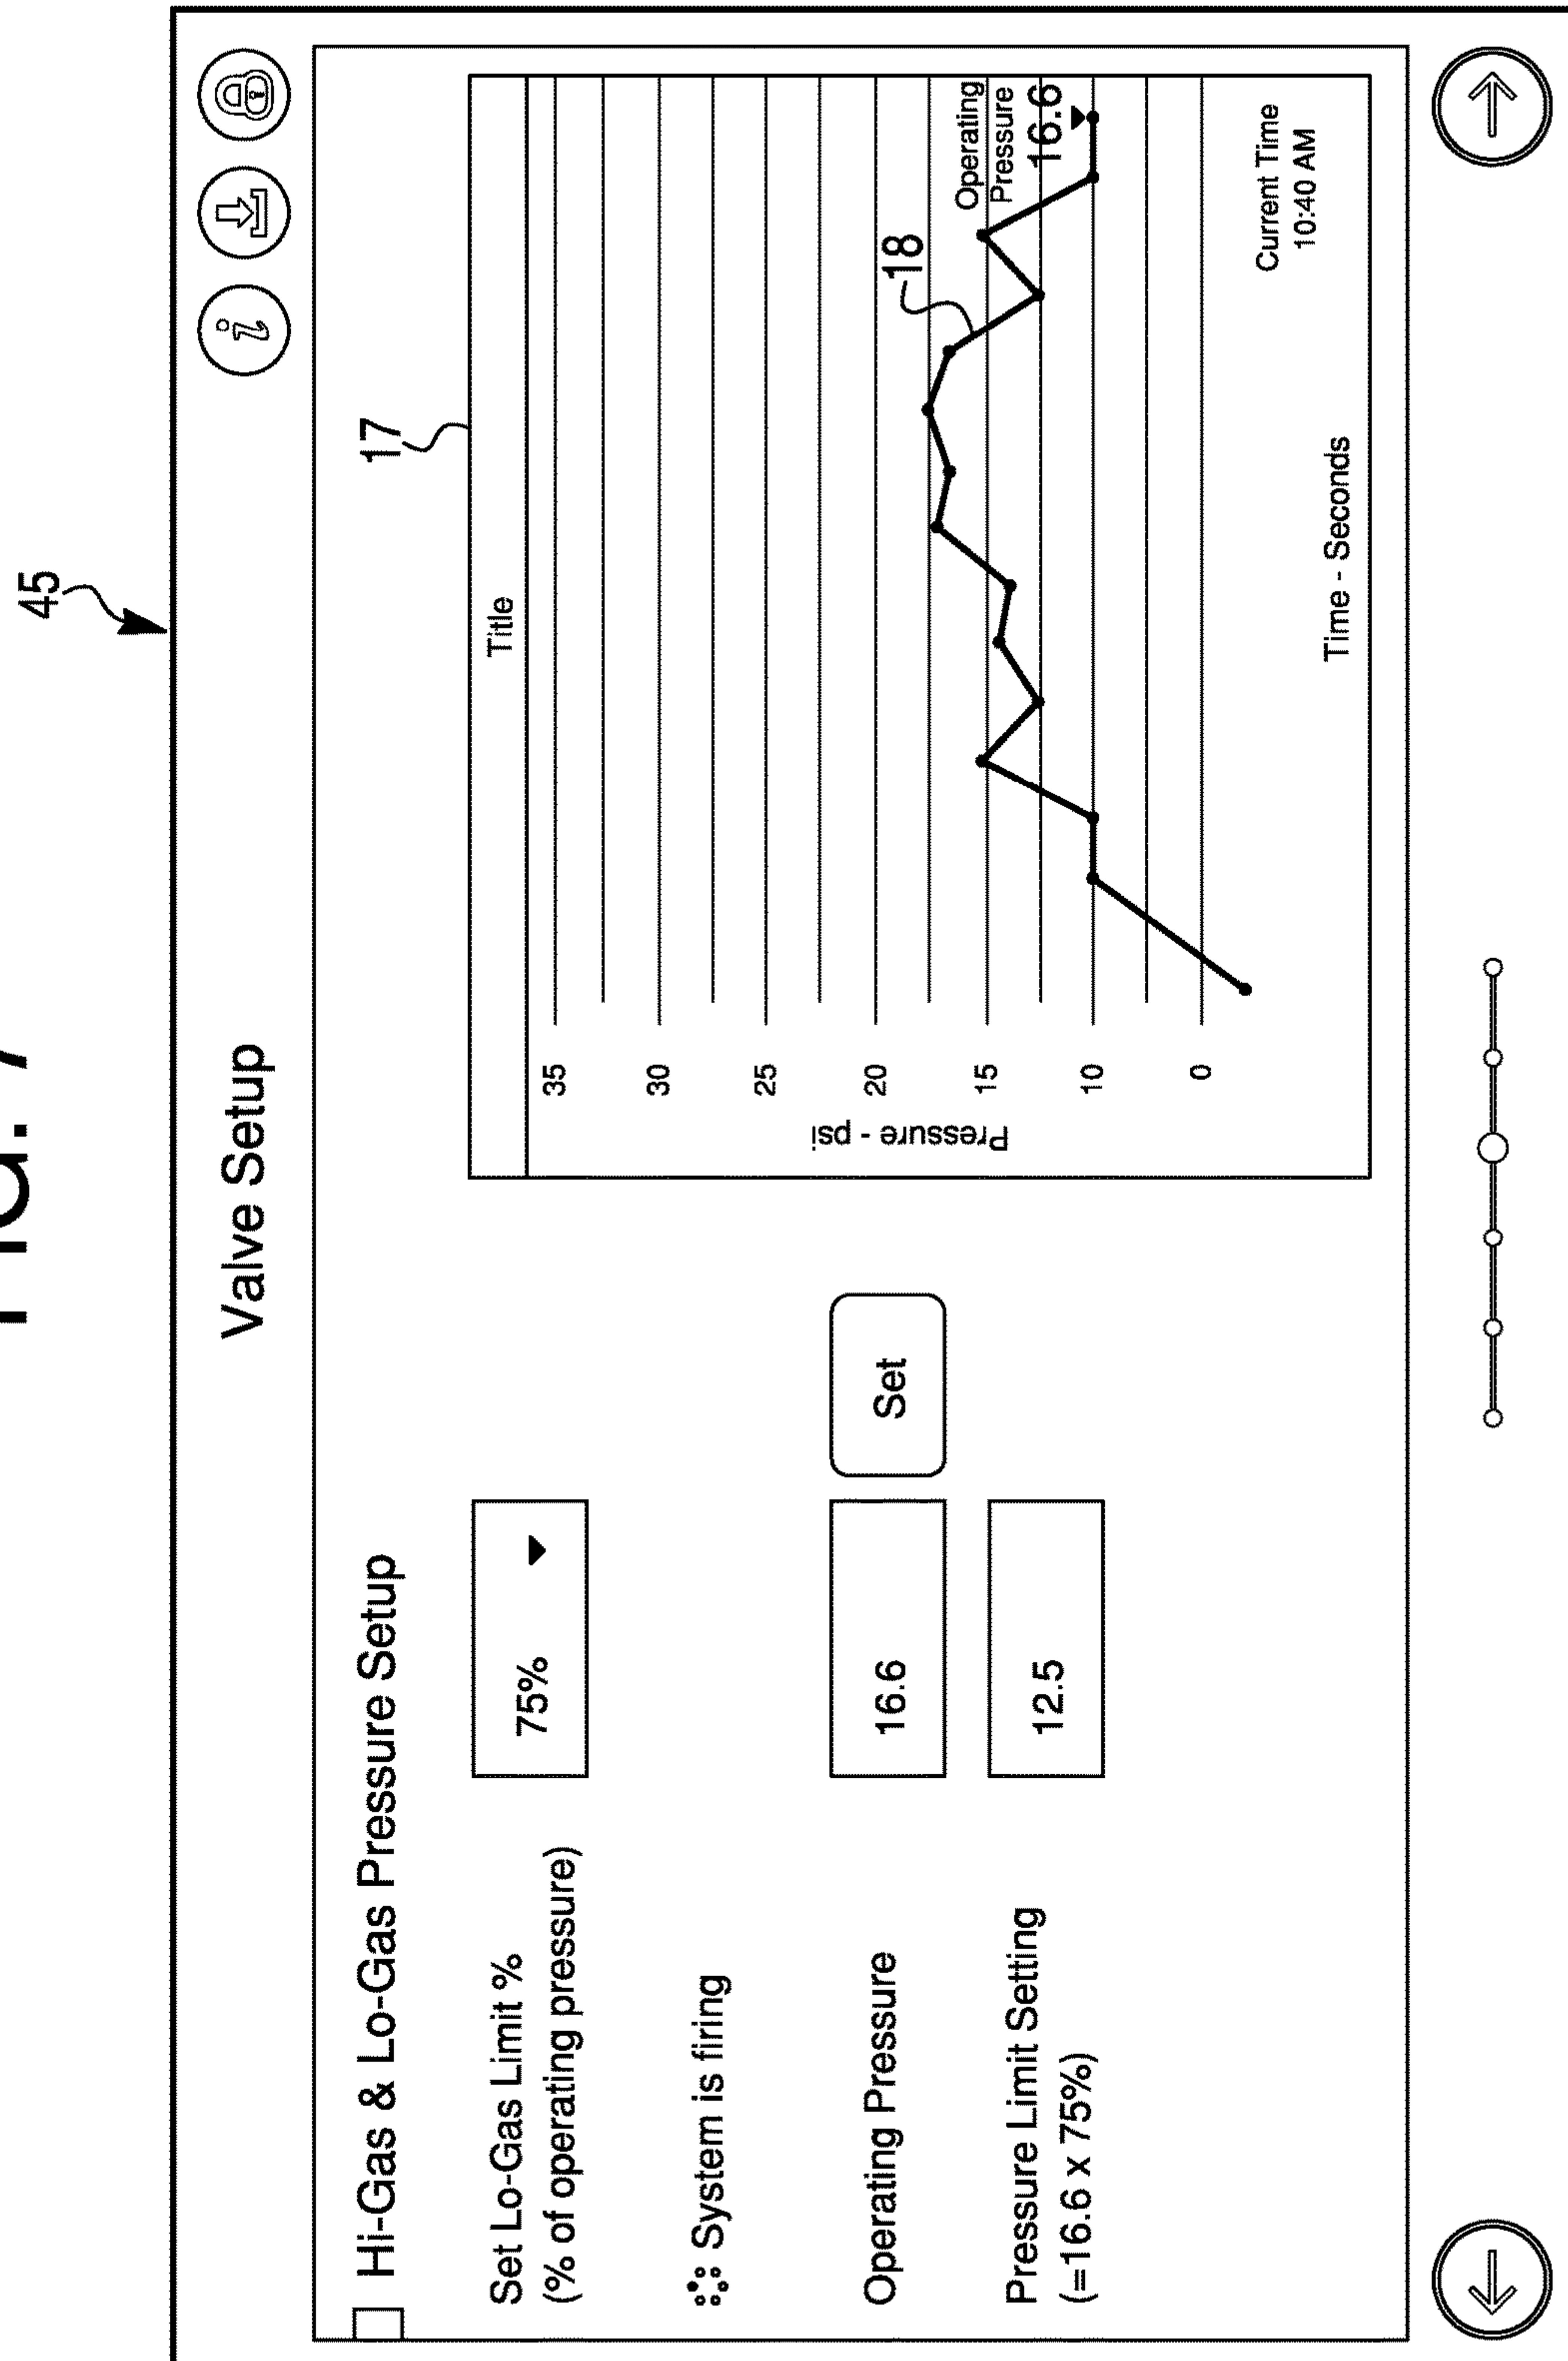 45
Valve Setup
Hi-Gas & Lo-Gas Pressure Setup
Set Lo-Gas Limit %
(% of operating pressure)
75%
System is firing
Operating Pressure
16.6
Set
Pressure Limit Setting
(=16.6 x 75%)
12.5
17
Title
Pressure - psi
35
30
25
20
15
10
0
18
Operating
Pressure
16.6
Current Time
10:40 AM
Time - Seconds